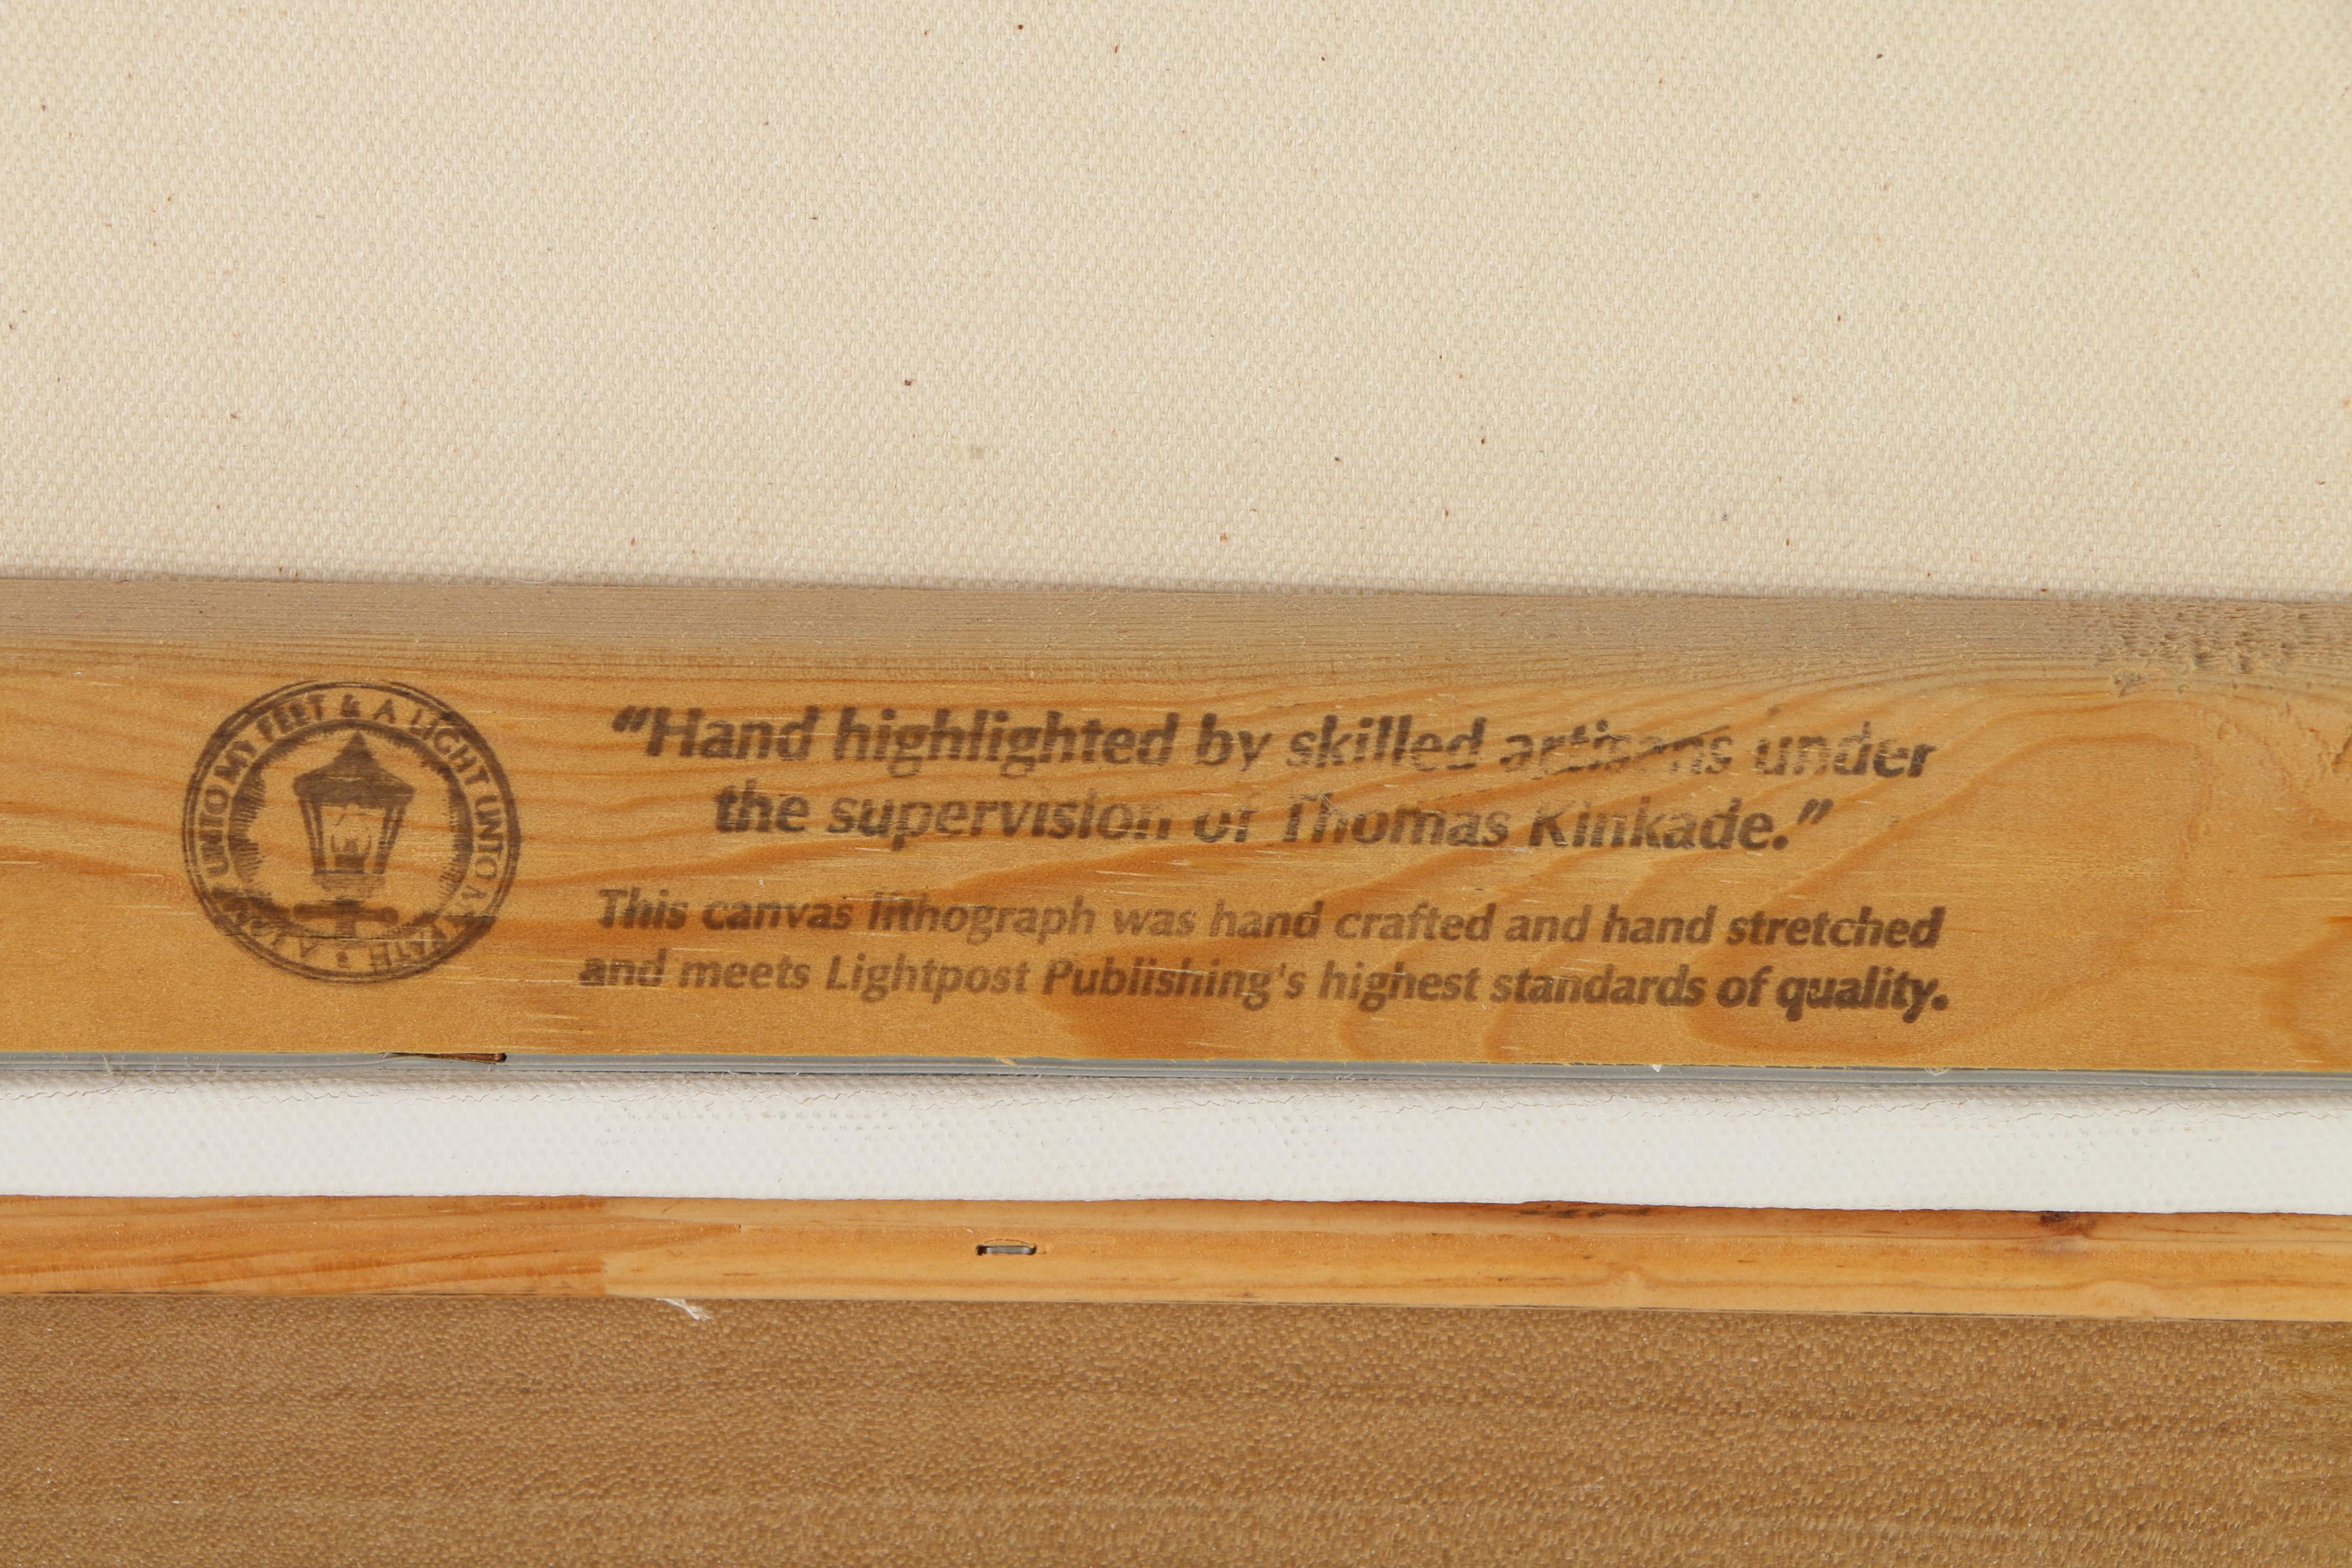 A LAMP UNTO MY FEET & A LIGHT UNTO MY PATH •
“Hand highlighted by skilled artisans under
the supervision of Thomas Kinkade.”
This canvas lithograph was hand crafted and hand stretched
and meets Lightpost Publishing's highest standards of quality.